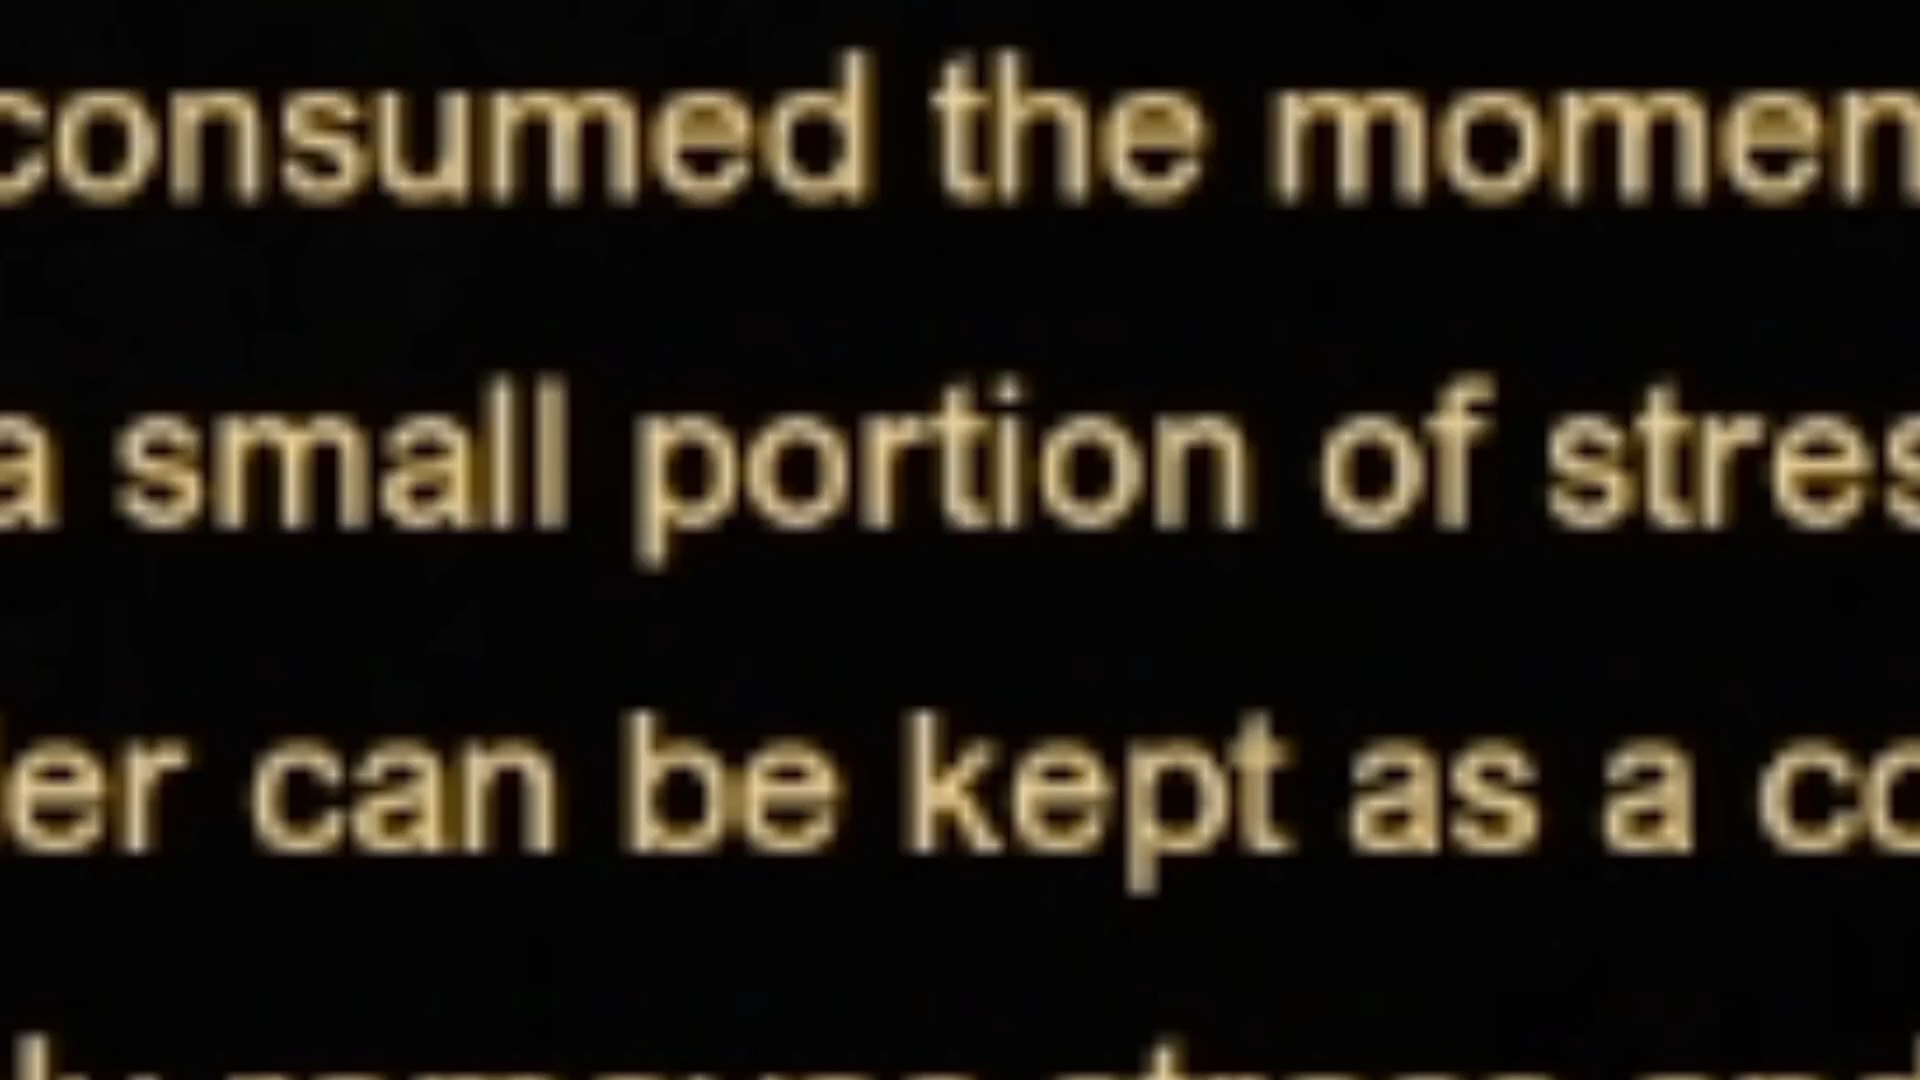 consumed the momen
a small portion of stres
er can be kept as a co